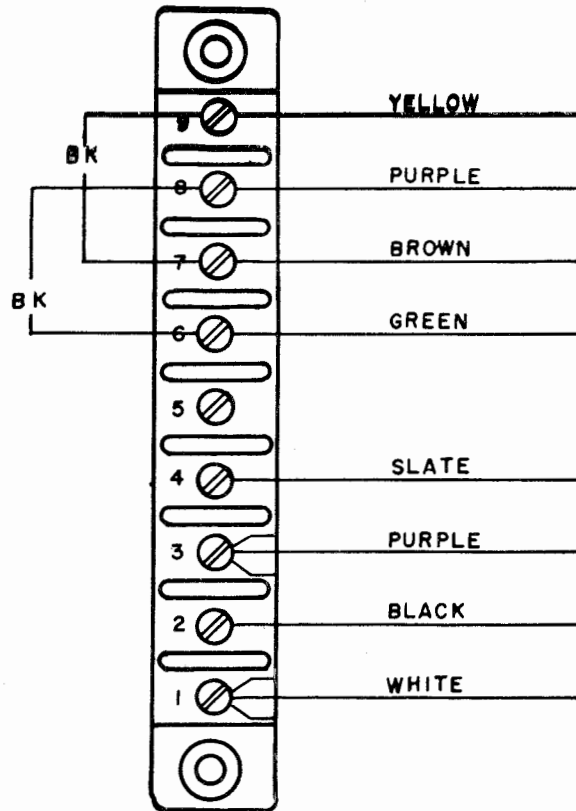 9 YELLOW
BK
8 PURPLE
7 BROWN
BK
6 GREEN
5
4 SLATE
3 PURPLE
2 BLACK
1 WHITE